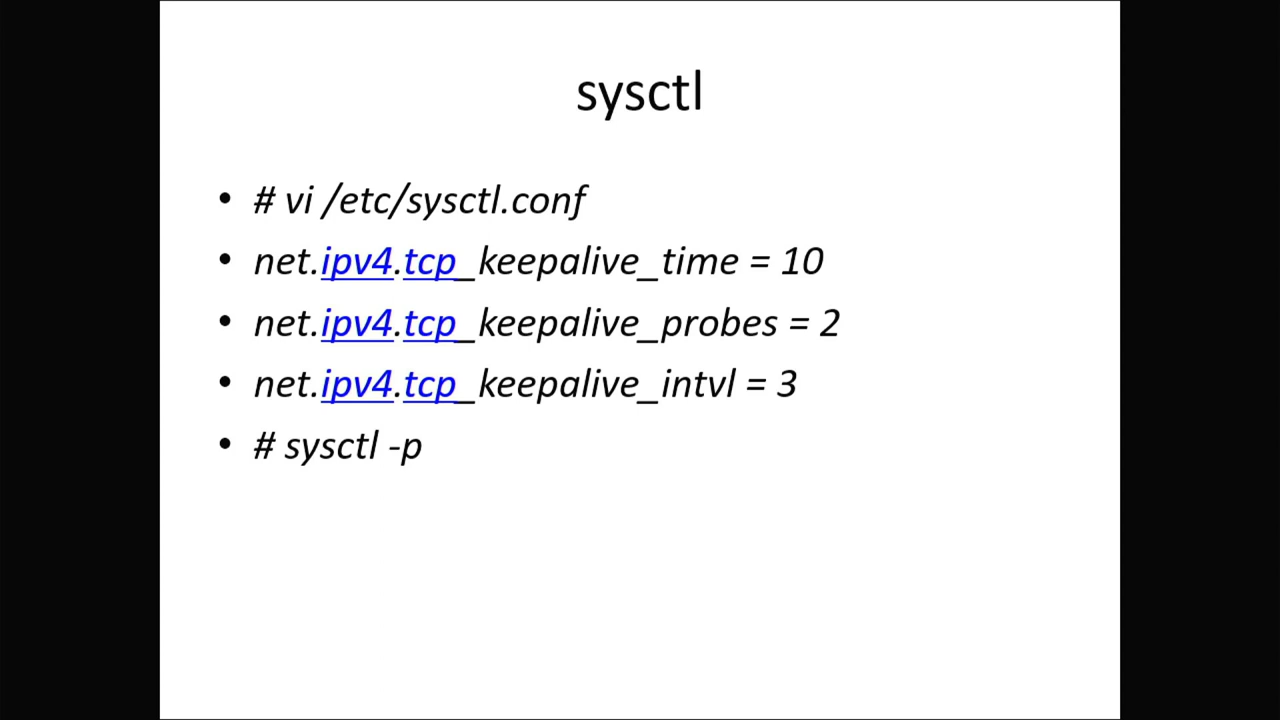 sysctl
• # vi /etc/sysctl.conf
• net.ipv4.tcp_keepalive_time = 10
• net.ipv4.tcp_keepalive_probes = 2
• net.ipv4.tcp_keepalive_intvl = 3
• # sysctl -p